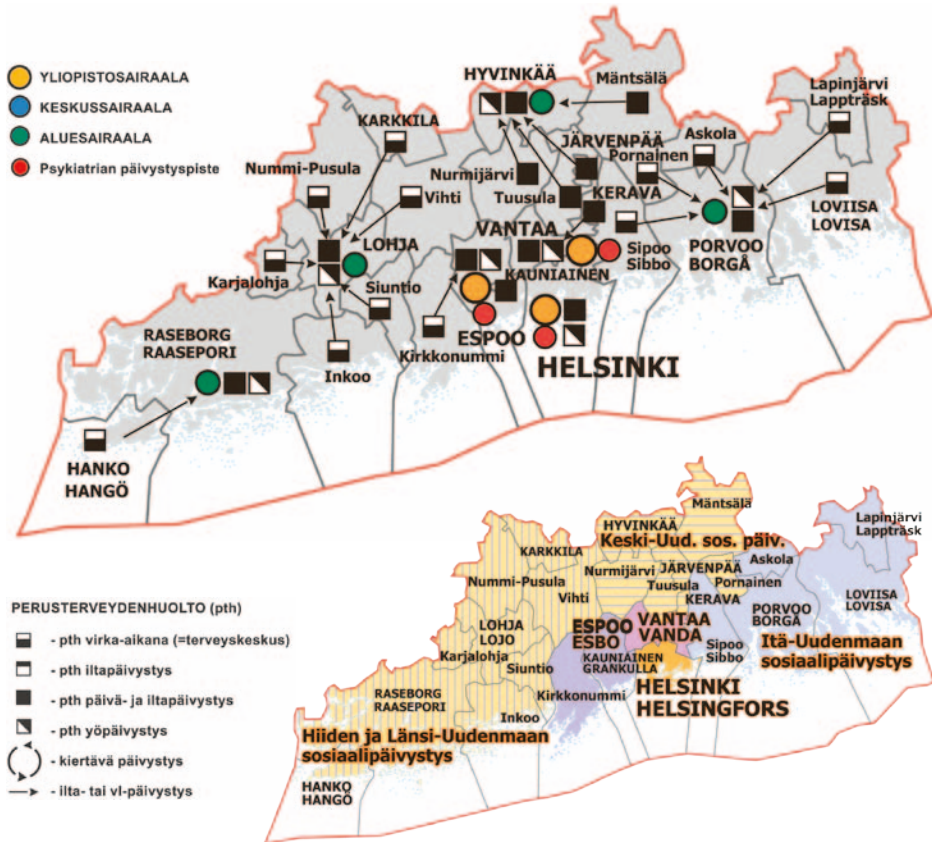 YLIOPISTOSAIRAALA
KESKUSSAIRAALA
ALUESAIRAALA
Psykiatrian päivystyspiste
HYVINKÄÄ
Mäntsälä
Lapinjärvi
Lappträsk
KARKKILA
JÄRVENPÄÄ
Pornainen
Askola
Nummi-Pusula
Vihti
Nurmijärvi
Tuusula
KERAVA
LOVIISA
LOVISA
VANTAA
LOHJA
KAUNIAINEN
Sipoo
Sibbo
PORVOO
BORGÅ
Karjalohja
Siuntio
RASEBORG
RAASEPORI
ESPOO
Kirkkonummi
HELSINKI
Inkoo
HANKO
HANGÖ
PERUSTERVEYDENHUOLTO (pth)
- pth virka-aikana (=terveyskeskus)
- pth iltapäivystys
- pth päivä- ja iltapäivystys
- pth yöpäivystys
- kiertävä päivystys
- ilta- tai vl-päivystys
Mäntsälä
HYVINKÄÄ
Keski-Uud. sos. päiv.
Lapinjärvi
Lappträsk
KARKKILA
Nurmijärvi
JÄRVENPÄÄ
Askola
Nummi-Pusula
Tuusula
Pornainen
Vihti
KERAVA
LOVIISA
LOVISA
ESPOO
ESBO
VANTAA
VANDA
PORVOO
BORGÅ
LOHJA
LOJO
Karjalohja
Siuntio
KAUNIAINEN
GRANKULLA
Sipoo
Sibbo
Itä-Uudenmaan
sosiaalipäivystys
RASEBORG
RAASEPORI
Kirkkonummi
HELSINKI
HELSINGFORS
Inkoo
Hiiden ja Länsi-Uudenmaan
sosiaalipäivystys
HANKO
HANGÖ